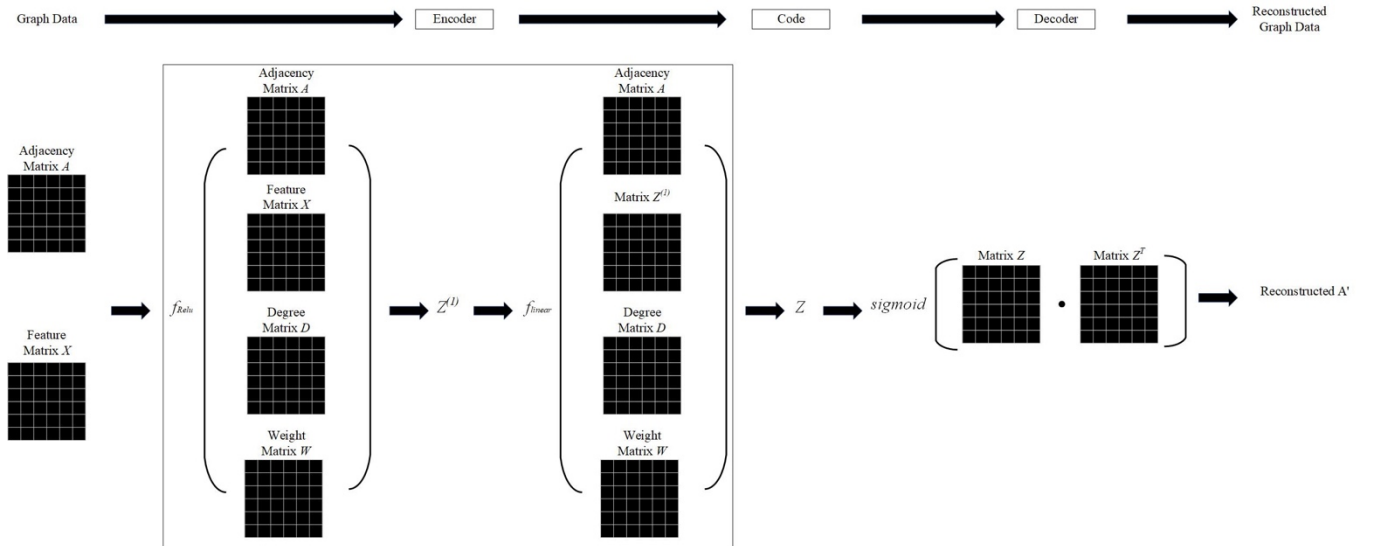 Graph Data
Encoder
Code
Decoder
Reconstructed
Graph Data
Adjacency
Matrix A
Feature
Matrix X
f_Relu
Adjacency
Matrix A
Feature
Matrix X
Degree
Matrix D
Weight
Matrix W
Z^(1)
f_linear
Adjacency
Matrix A
Matrix Z^(1)
Degree
Matrix D
Weight
Matrix W
Z
sigmoid
Matrix Z
Matrix Z^T
Reconstructed A'